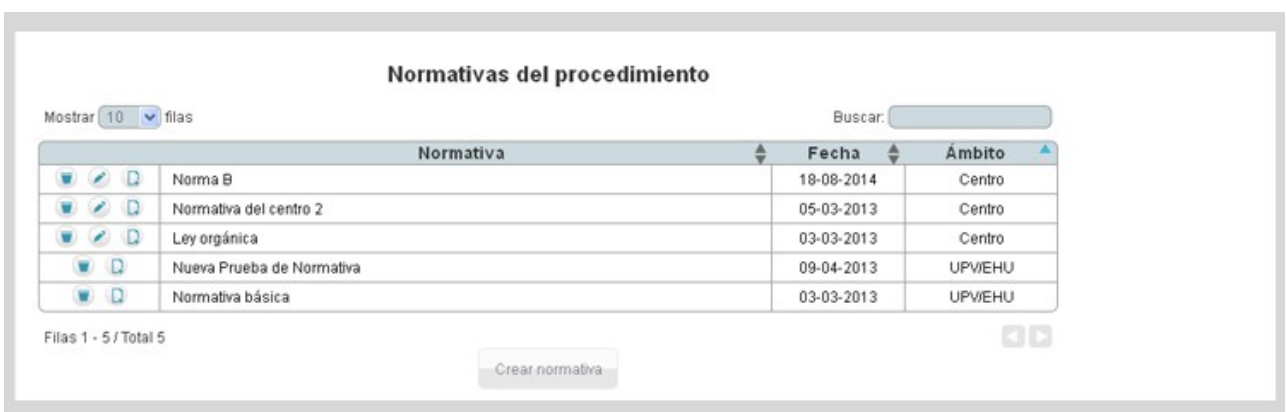 Normativas del procedimiento
Mostrar 10 filas Buscar:
Normativa Fecha Ámbito
Norma B 18-08-2014 Centro
Normativa del centro 2 05-03-2013 Centro
Ley orgánica 03-03-2013 Centro
Nueva Prueba de Normativa 09-04-2013 UPV/EHU
Normativa básica 03-03-2013 UPV/EHU
Filas 1 - 5 / Total 5
Crear normativa